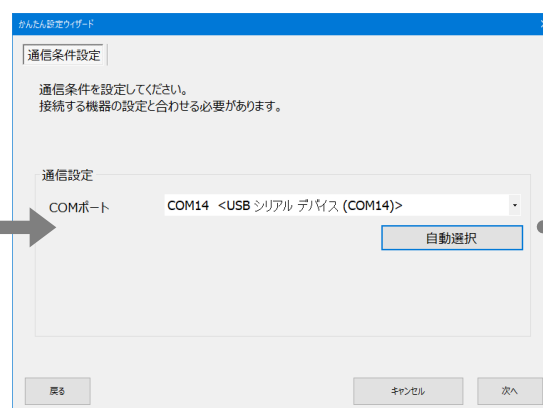 かんたん設定ウィザード
通信条件設定
通信条件を設定してください。
接続する機器の設定と合わせる必要があります。
通信設定
COMポート
COM14 <USB シリアル デバイス (COM14)>
自動選択
戻る
キャンセル
次へ